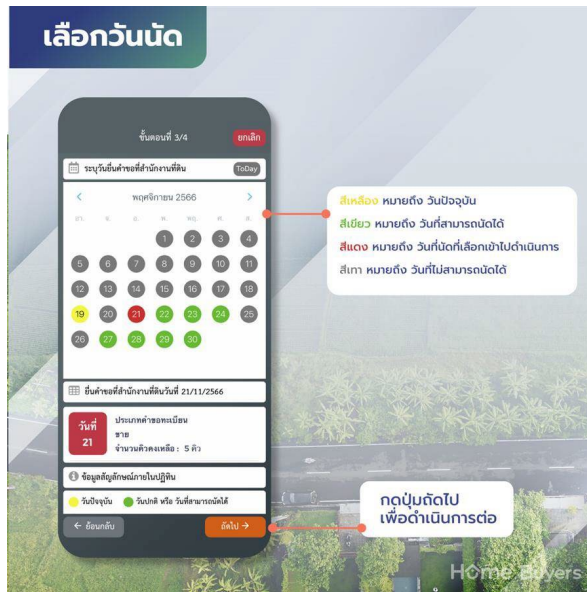 เลือกวันนัด
ขั้นตอนที่ 3/4
ยกเลิก
ระบุวันยื่นคำขอที่สำนักงานที่ดิน
ToDay
< พฤศจิกายน 2566 >
อา. จ. อ. พ. พฤ. ศ. ส.
1 2 3 4
5 6 7 8 9 10 11
12 13 14 15 16 17 18
19 20 21 22 23 24 25
26 27 28 29 30
ยื่นคำขอที่สำนักงานที่ดินวันที่ 21/11/2566
วันที่
21
ประเภทคำขอทะเบียน
ขาย
จำนวนคิวคงเหลือ : 5 คิว
ข้อมูลสัญลักษณ์ภายในปฏิทิน
วันปัจจุบัน
วันปกติ หรือ วันที่สามารถนัดได้
← ย้อนกลับ
ถัดไป →
สีเหลือง หมายถึง วันปัจจุบัน
สีเขียว หมายถึง วันที่สามารถนัดได้
สีแดง หมายถึง วันที่นัดที่เลือกเข้าไปดำเนินการ
สีเทา หมายถึง วันที่ไม่สามารถนัดได้
กดปุ่มถัดไป
เพื่อดำเนินการต่อ
Home Buyers